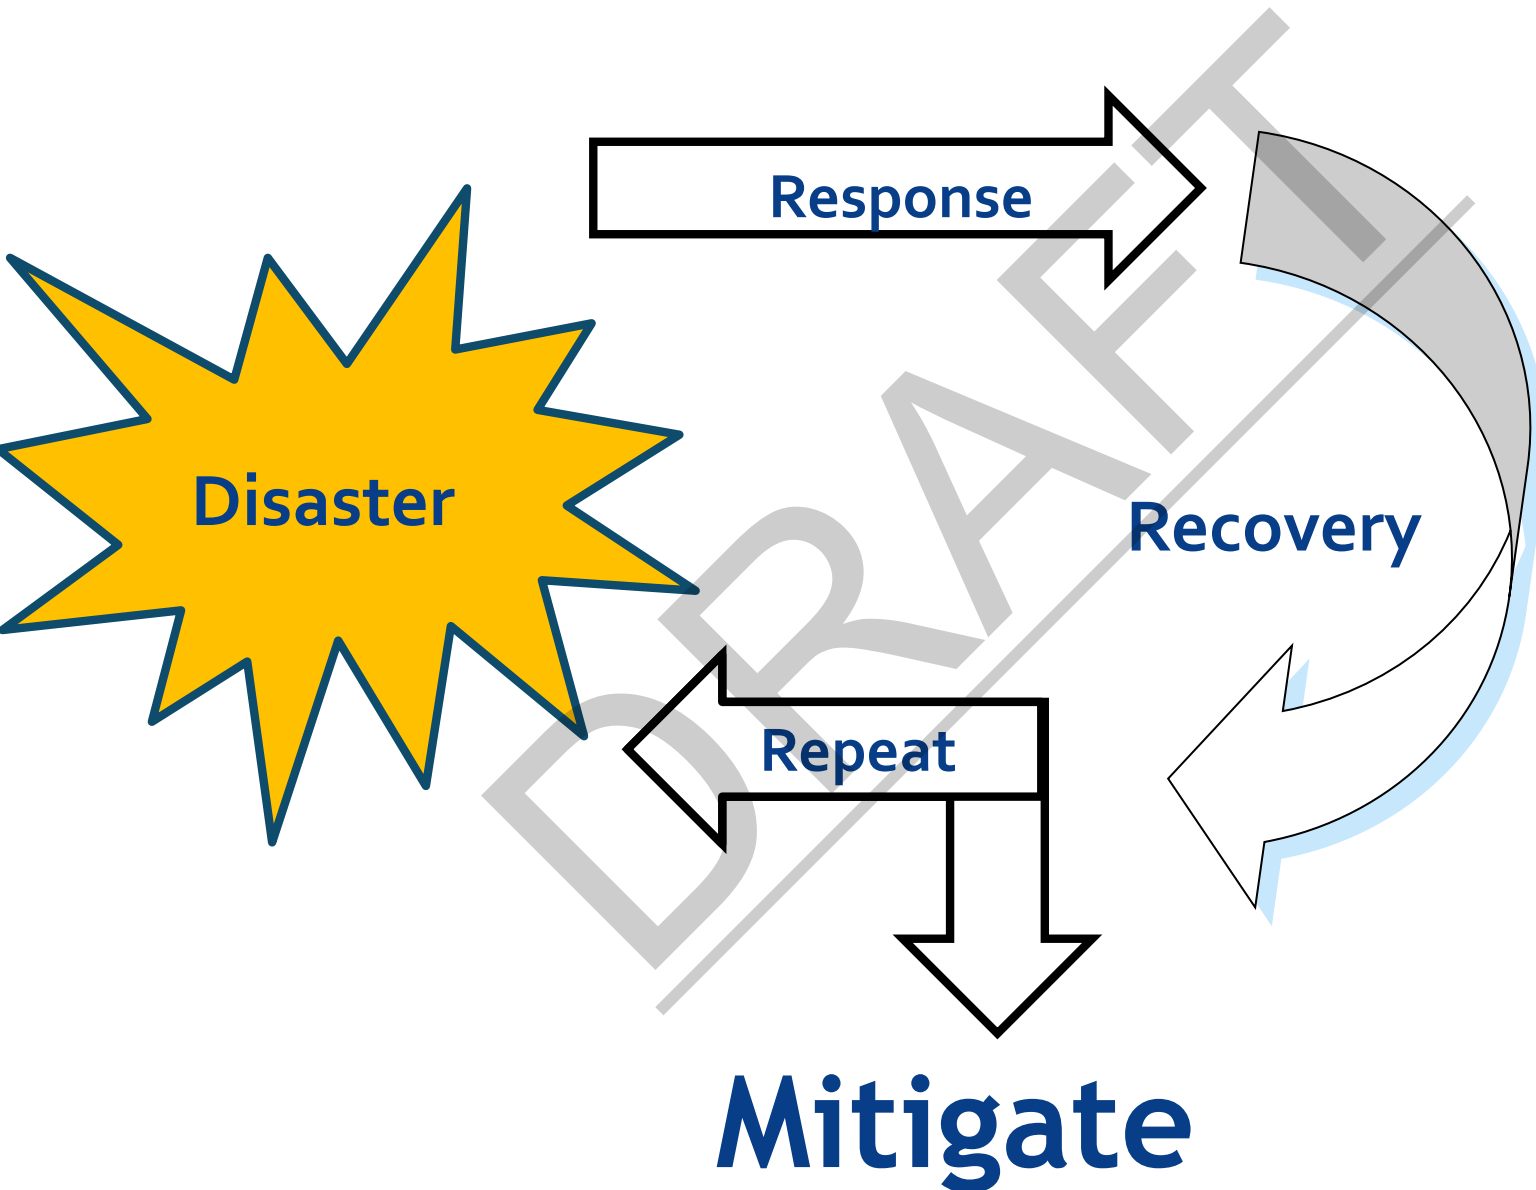 Response
Disaster
Recovery
Repeat
Mitigate
DRAFT